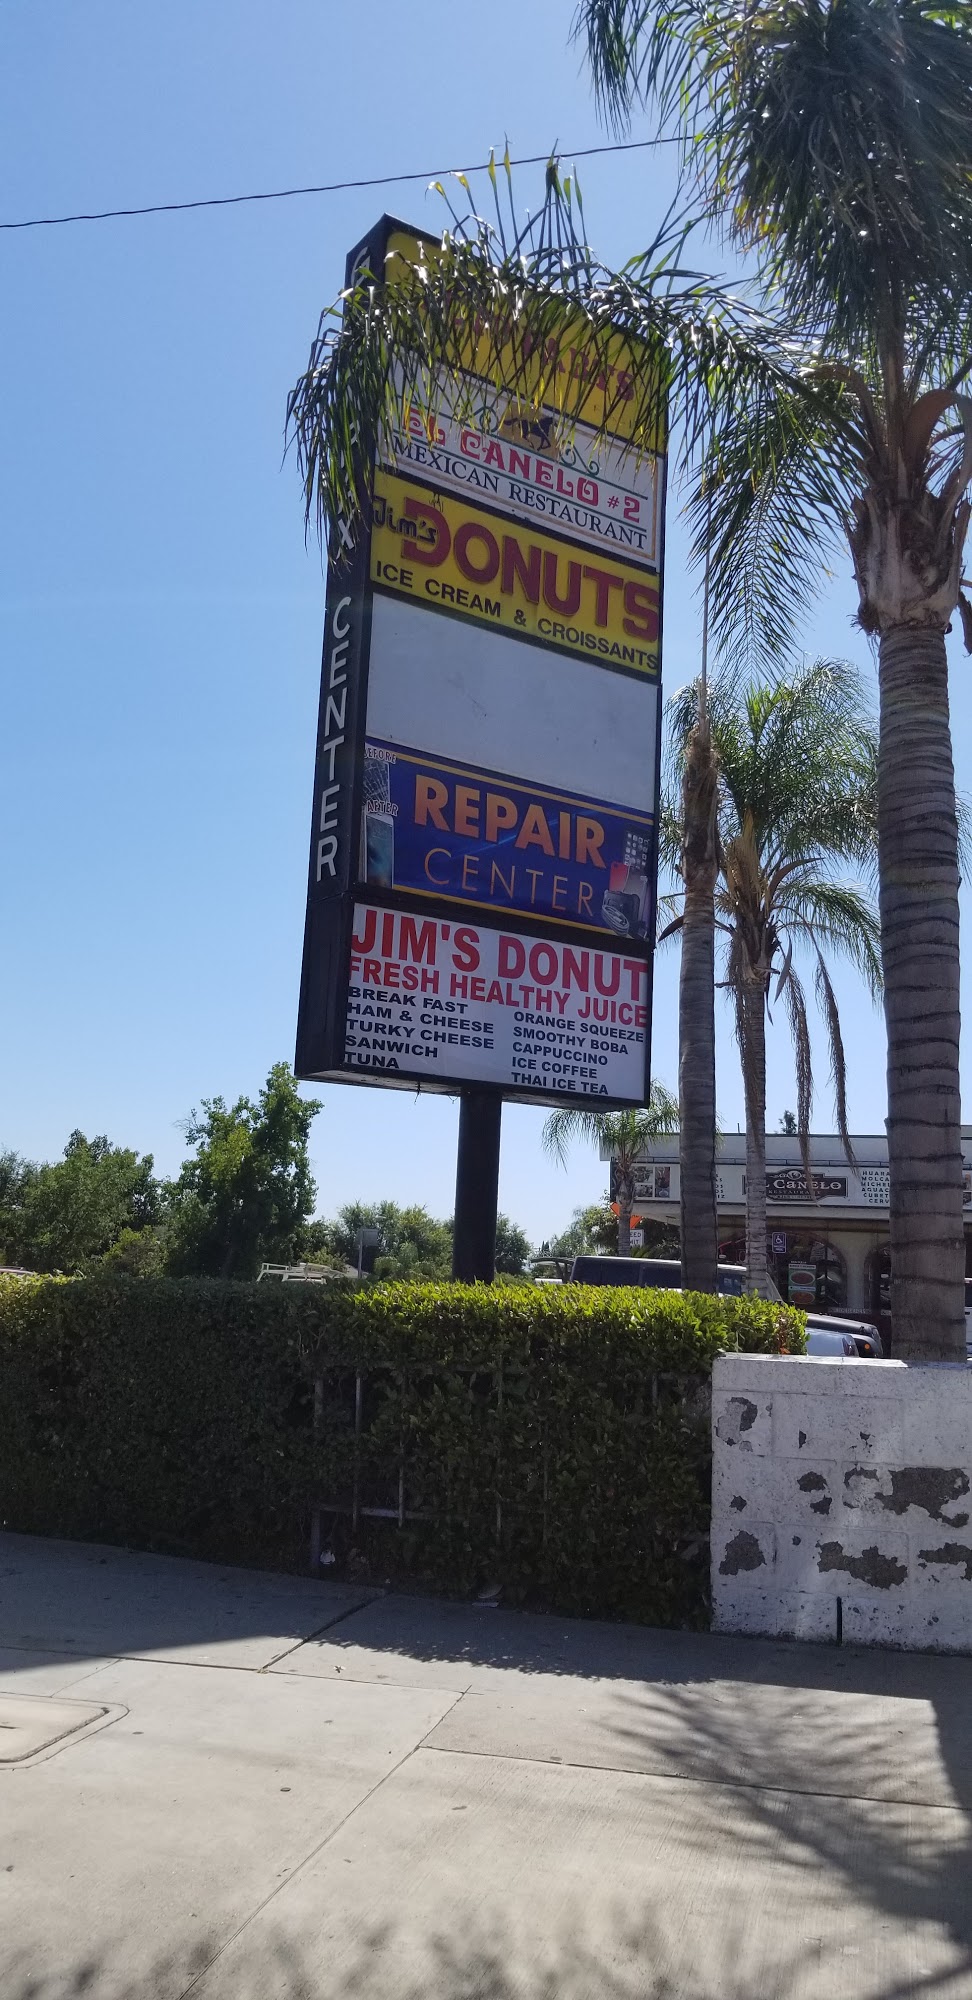 EL CANELO #2
MEXICAN RESTAURANT
Jim's DONUTS
ICE CREAM & CROISSANTS
CENTER
BEFORE
AFTER
REPAIR
CENTER
JIM'S DONUT
FRESH HEALTHY JUICE
BREAK FAST
HAM & CHEESE
TURKY CHEESE
SANWICH
TUNA
ORANGE SQUEEZE
SMOOTHY BOBA
CAPPUCCINO
ICE COFFEE
THAI ICE TEA
EL CANELO
RESTAURANT